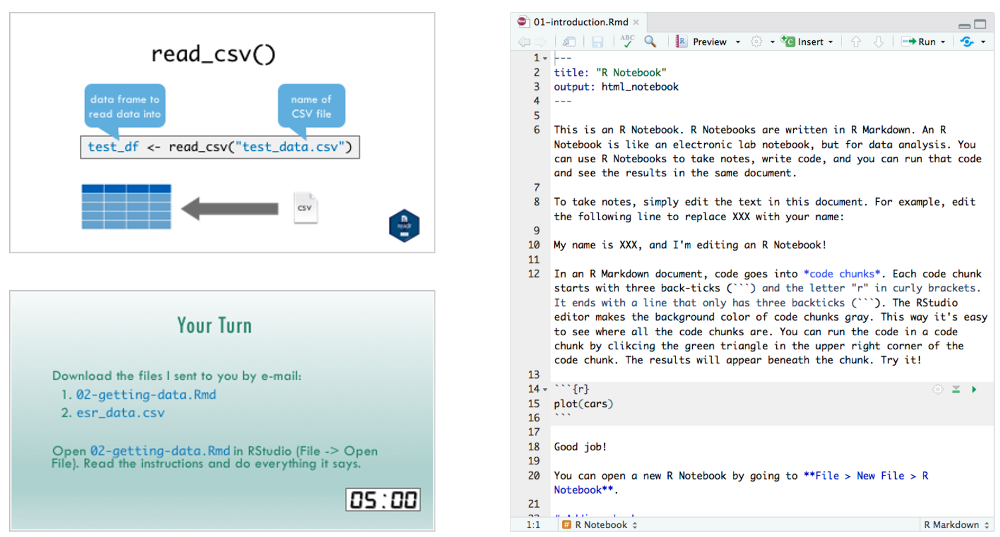 read_csv()
data frame to
read data into
name of
CSV file
test_df <- read_csv("test_data.csv")
CSV
readr
Your Turn
Download the files I sent to you by e-mail:
1. 02-getting-data.Rmd
2. esr_data.csv
Open 02-getting-data.Rmd in RStudio (File -> Open
File). Read the instructions and do everything it says.
05:00
Rmd 01-introduction.Rmd
ABC R Preview C Insert Run
1 ---
2 title: "R Notebook"
3 output: html_notebook
4 ---
5
6 This is an R Notebook. R Notebooks are written in R Markdown. An R
Notebook is like an electronic lab notebook, but for data analysis. You
can use R Notebooks to take notes, write code, and you can run that code
and see the results in the same document.
7
8 To take notes, simply edit the text in this document. For example, edit
the following line to replace XXX with your name:
9
10 My name is XXX, and I'm editing an R Notebook!
11
12 In an R Markdown document, code goes into *code chunks*. Each code chunk
starts with three back-ticks (```) and the letter "r" in curly brackets.
It ends with a line that only has three backticks (```). The RStudio
editor makes the background color of code chunks gray. This way it's easy
to see where all the code chunks are. You can run the code in a code
chunk by clikcing the green triangle in the upper right corner of the
code chunk. The results will appear beneath the chunk. Try it!
13
14 ```{r}
15 plot(cars)
16 ```
17
18 Good job!
19
20 You can open a new R Notebook by going to **File > New File > R
Notebook**.
21
1:1 # R Notebook R Markdown